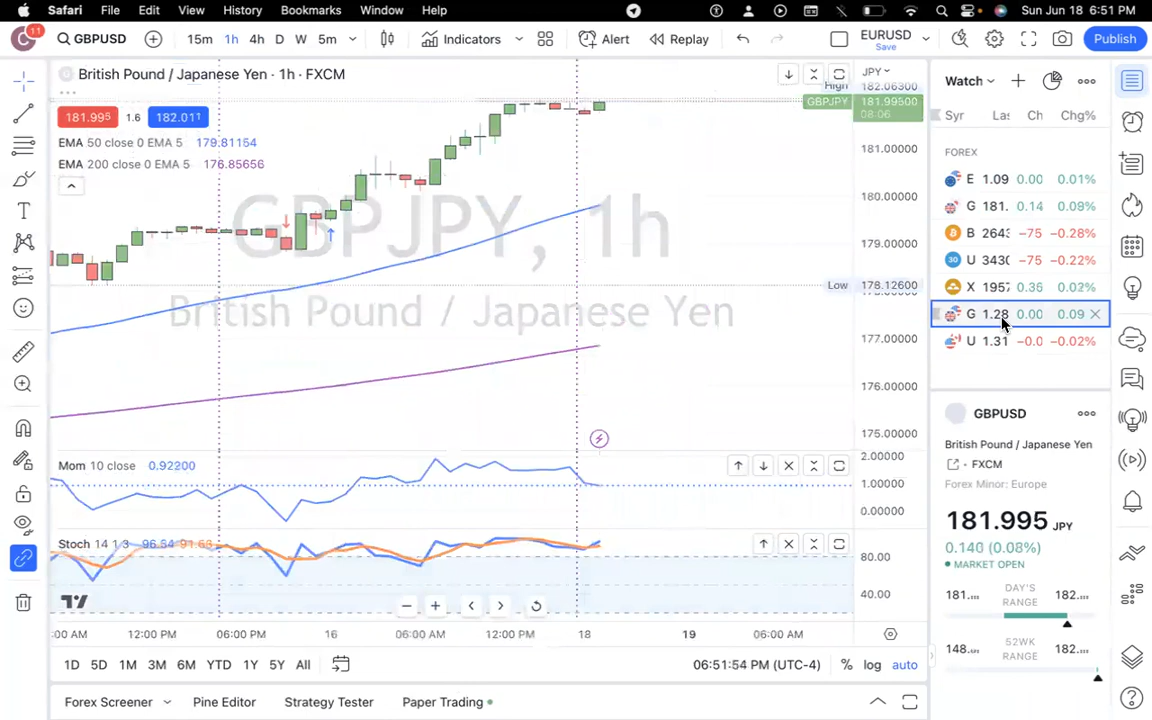 Safari File Edit View History Bookmarks Window Help Sun Jun 18 6:51 PM
11 GBPUSD 15m 1h 4h D W 5m Indicators Alert Replay EURUSD Save Publish
British Pound / Japanese Yen · 1h · FXCM
JPY
High 182.06300
GBPJPY 181.99500
08:06
181.995 1.6 182.011
EMA 50 close 0 EMA 5 179.81154
EMA 200 close 0 EMA 5 176.85656
GBPJPY, 1h
British Pound / Japanese Yen
181.00000
180.00000
179.00000
Low 178.12600
177.00000
176.00000
175.00000
Mom 10 close 0.92200
2.00000
1.00000
0.00000
Stoch 14 1 3
80.00
40.00
:00 AM 12:00 PM 06:00 PM 16 06:00 AM 12:00 PM 18 19 06:00 AM
1D 5D 1M 3M 6M YTD 1Y 5Y All 06:51:54 PM (UTC-4) % log auto
Forex Screener Pine Editor Strategy Tester Paper Trading
Watch
Syr Las Ch Chg%
FOREX
E 1.09 0.00 0.01%
G 181. 0.14 0.09%
B 2643 −75 −0.28%
U 3430 −75 −0.22%
X 1957 0.36 0.02%
G 1.28 0.00 0.09
U 1.31 −0.0 −0.02%
GBPUSD
British Pound / Japanese Yen
FXCM
Forex Minor: Europe
181.995 JPY
0.140 (0.08%)
MARKET OPEN
181.... DAY'S RANGE 182....
148.... 52WK RANGE 182....